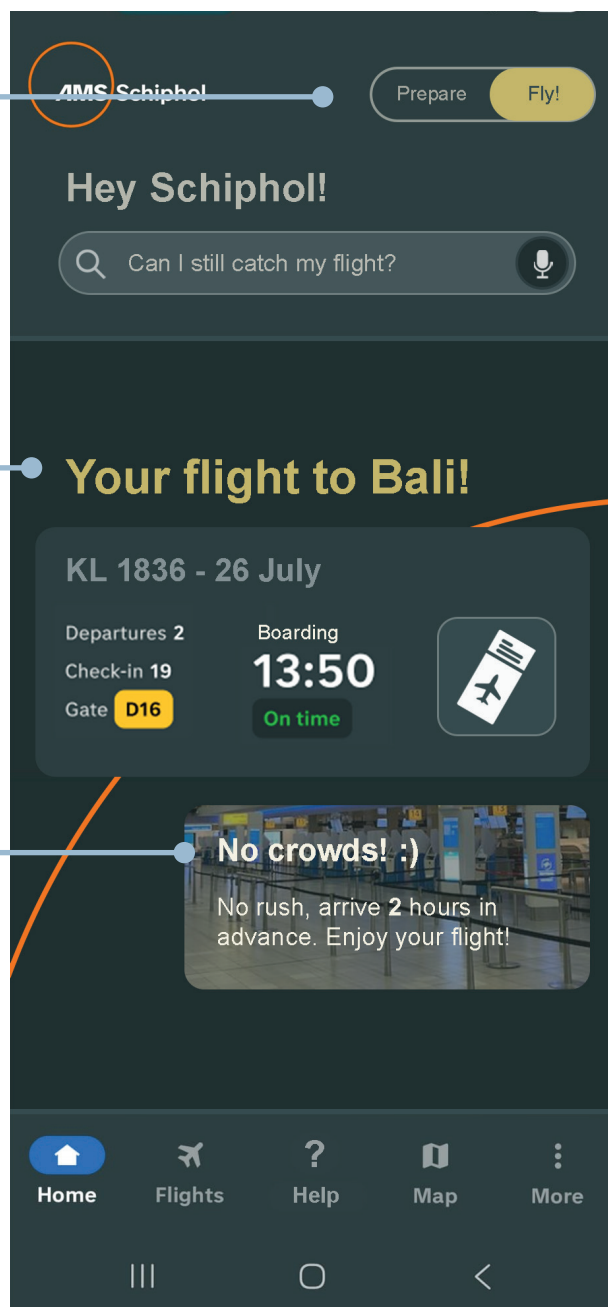 AMS Schiphol
Prepare
Fly!
Hey Schiphol!
Can I still catch my flight?
Your flight to Bali!
KL 1836 - 26 July
Departures 2
Check-in 19
Gate D16
Boarding
13:50
On time
No crowds! :)
No rush, arrive 2 hours in
advance. Enjoy your flight!
Home
Flights
? 
Help
Map
More